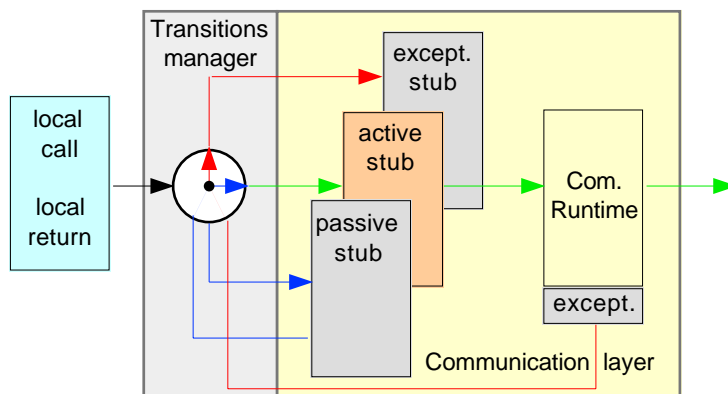 Transitions
manager
local
call
local
return
except.
stub
active
stub
passive
stub
Com.
Runtime
except.
Communication layer